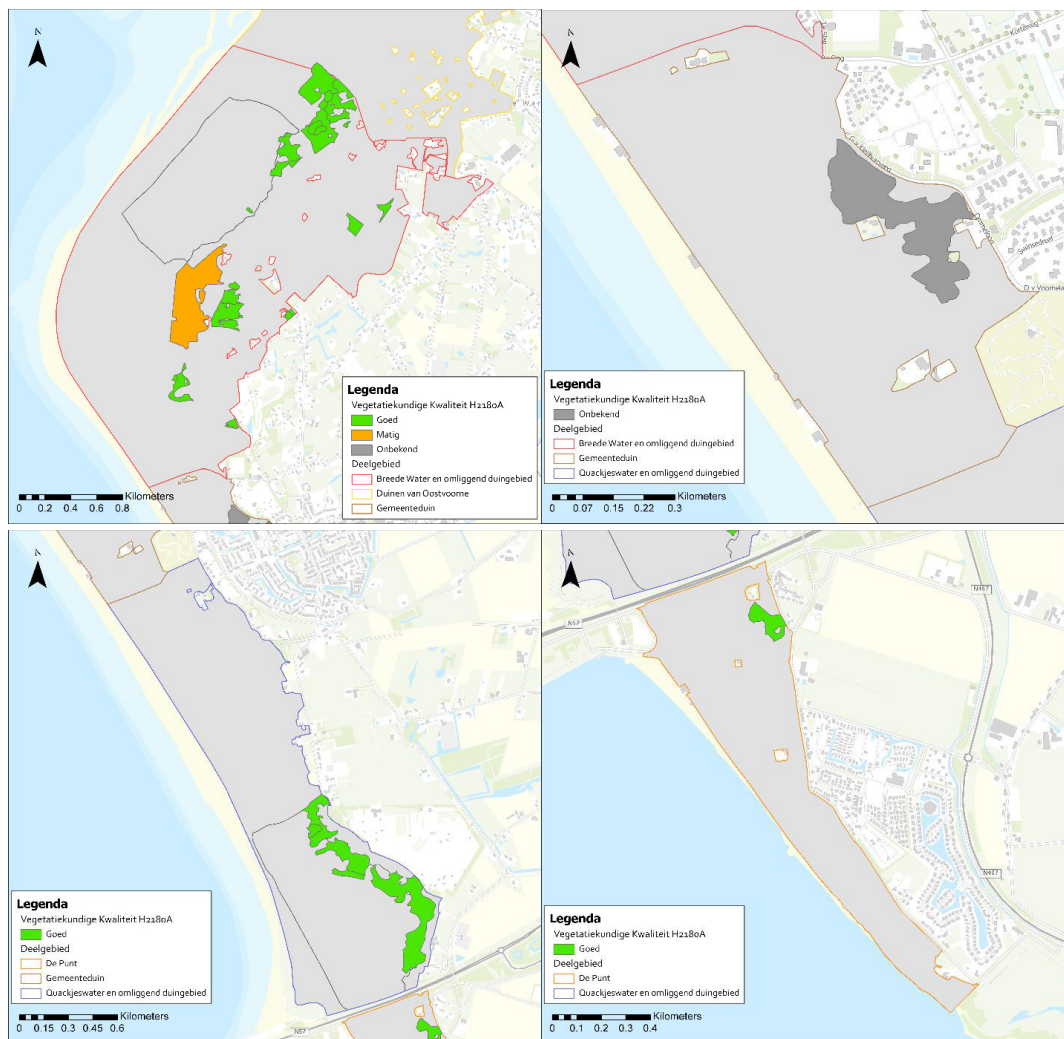 N
Legenda
Vegetatiekundige Kwaliteit H2180A
Goed
Matig
Onbekend
Deelgebied
Breede Water en omliggend duingebied
Duinen van Oostvoorne
Gemeenteduin
Kilometers
0 0.2 0.4 0.6 0.8
N
Korteweg
Legenda
Vegetatiekundige Kwaliteit H2180A
Onbekend
Deelgebied
Breede Water en omliggend duingebied
Gemeenteduin
Quackjeswater en omliggend duingebied
Kilometers
0 0.07 0.15 0.22 0.3
N
Legenda
Vegetatiekundige Kwaliteit H2180A
Goed
Deelgebied
De Punt
Gemeenteduin
Quackjeswater en omliggend duingebied
Kilometers
0 0.15 0.3 0.45 0.6
N57
N
N497
N57
N497
Legenda
Vegetatiekundige Kwaliteit H2180A
Goed
Deelgebied
De Punt
Kilometers
0 0.1 0.2 0.3 0.4